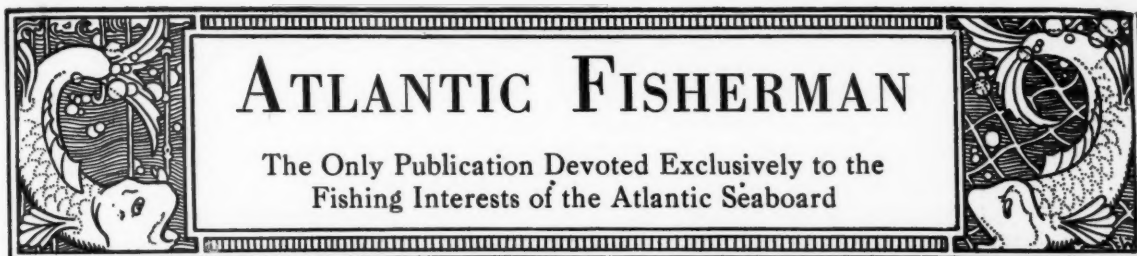 ATLANTIC FISHERMAN
The Only Publication Devoted Exclusively to the
Fishing Interests of the Atlantic Seaboard